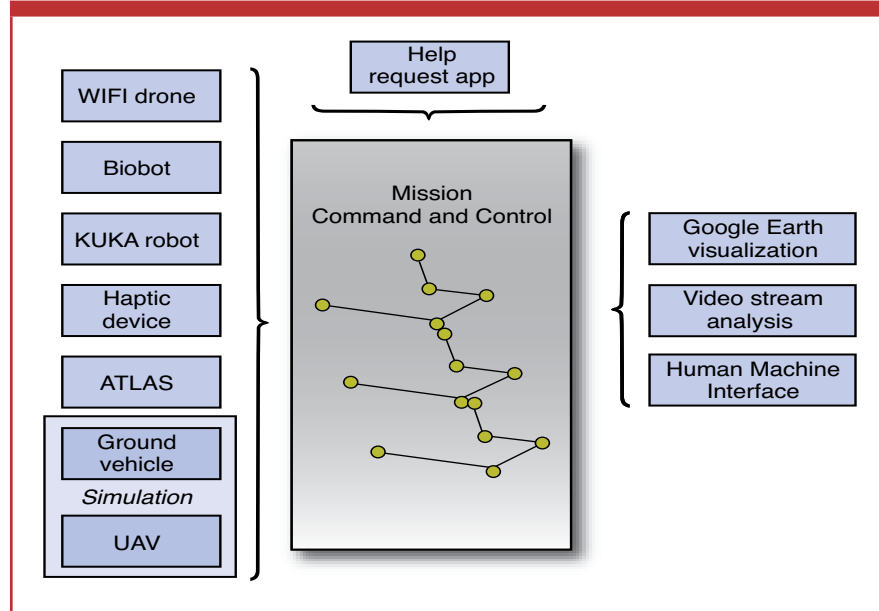 Help
request app
WIFI drone
Biobot
KUKA robot
Haptic
device
ATLAS
Ground
vehicle
Simulation
UAV
Mission
Command and Control
Google Earth
visualization
Video stream
analysis
Human Machine
Interface